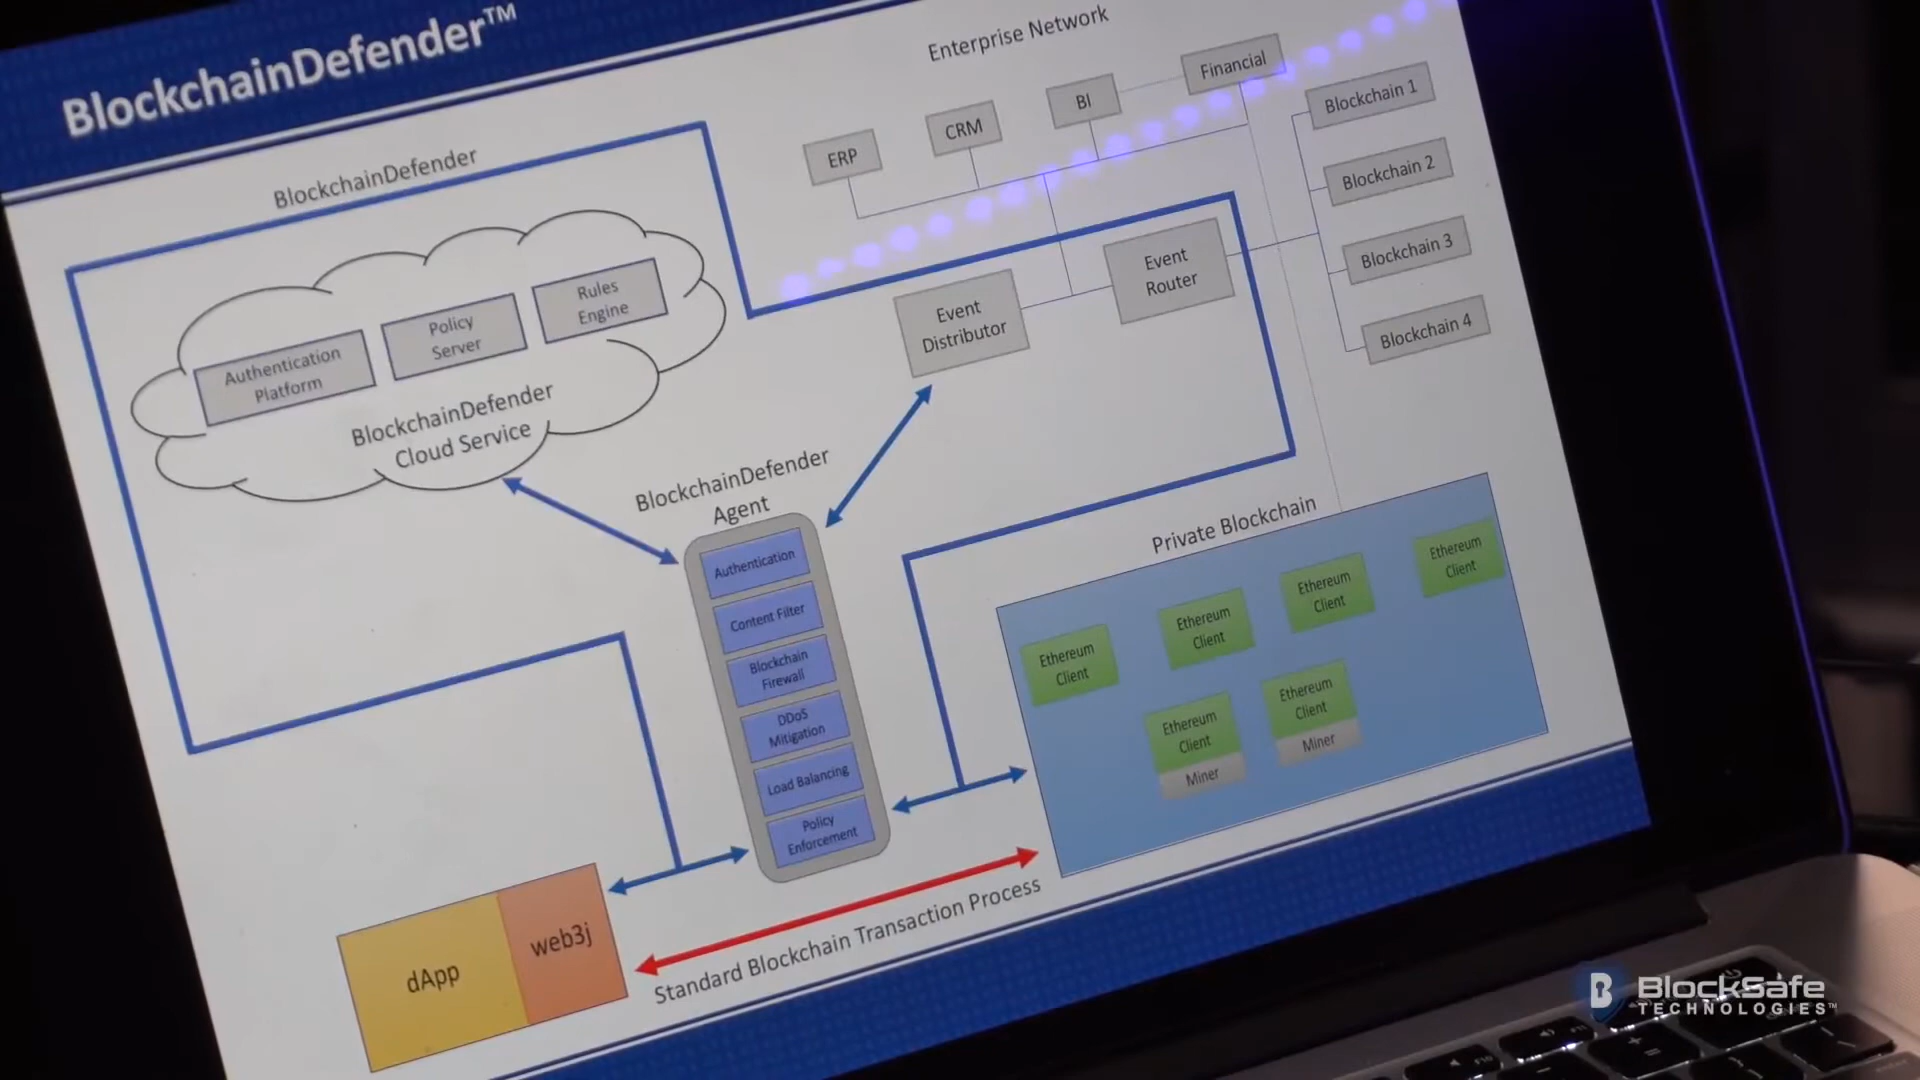 BlockchainDefender™
Enterprise Network
Financial
BI
CRM
ERP
Blockchain 1
Blockchain 2
Blockchain 3
Blockchain 4
BlockchainDefender
Event
Router
Event
Distributor
Rules
Engine
Policy
Server
Authentication
Platform
BlockchainDefender
Cloud Service
BlockchainDefender
Agent
Authentication
Content Filter
Blockchain
Firewall
DDoS
Mitigation
Load Balancing
Policy
Enforcement
Private Blockchain
Ethereum
Client
Ethereum
Client
Ethereum
Client
Ethereum
Client
Ethereum
Client
Miner
Ethereum
Client
Miner
dApp
web3j
Standard Blockchain Transaction Process
BlockSafe
TECHNOLOGIES™